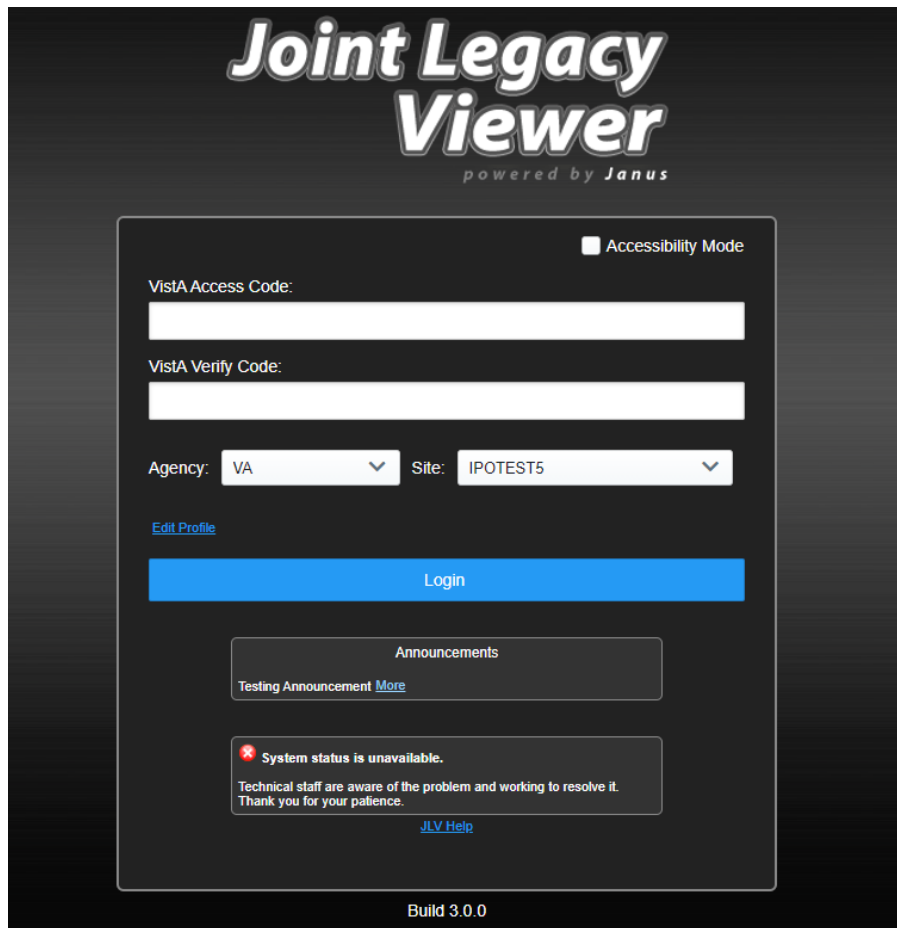 Joint Legacy
Viewer
powered by Janus
Accessibility Mode
VistA Access Code:
VistA Verify Code:
Agency: VA Site: IPOTEST5
Edit Profile
Login
Announcements
Testing Announcement More
System status is unavailable.
Technical staff are aware of the problem and working to resolve it.
Thank you for your patience.
JLV Help
Build 3.0.0